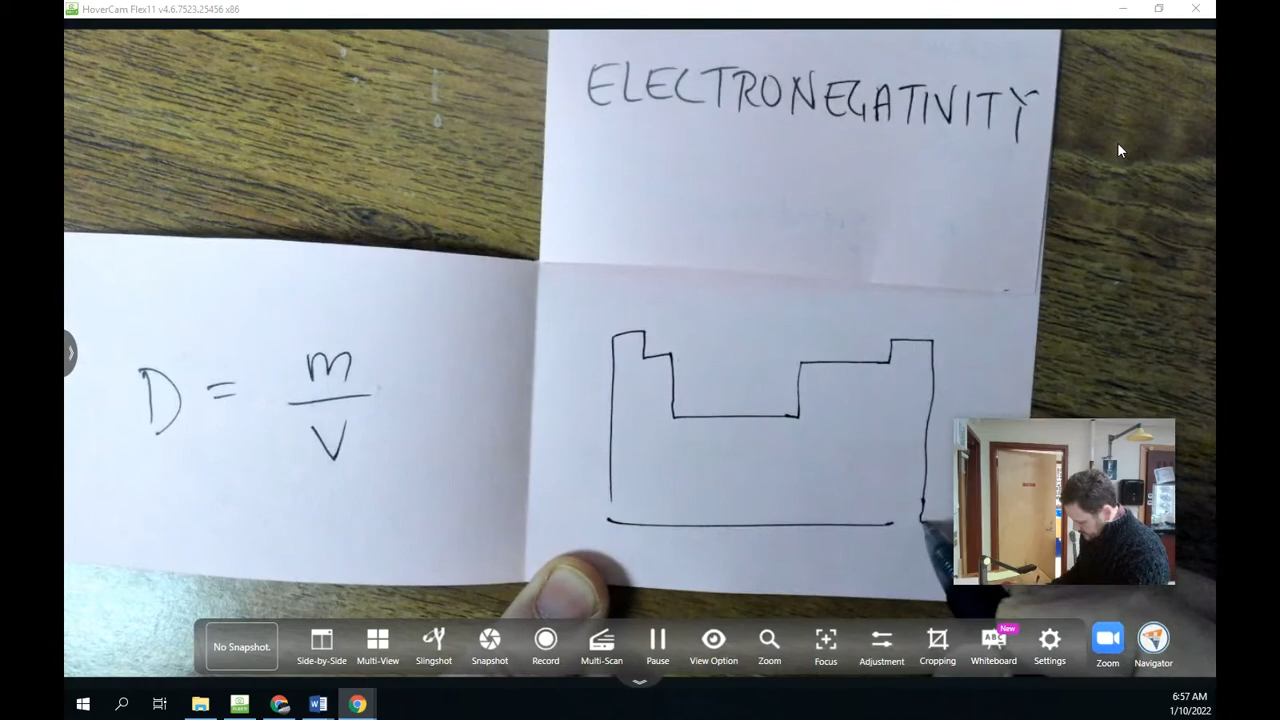 HoverCam Flex11 v4.6.7523.25456 x86
ELECTRONEGATIVITY
D = m
V
No Snapshot.
Side-by-Side
Multi-View
Slingshot
Snapshot
Record
Multi-Scan
Pause
View Option
Zoom
Focus
Adjustment
Cropping
New
ABC
Whiteboard
Settings
Zoom
Navigator
6:57 AM
1/10/2022